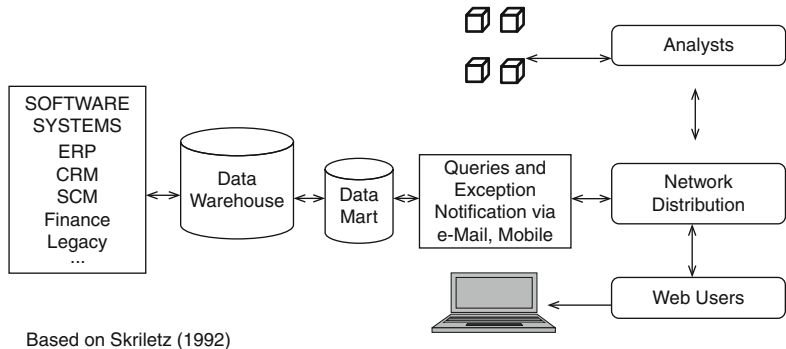 SOFTWARE
SYSTEMS
ERP
CRM
SCM
Finance
Legacy
...
Data
Warehouse
Data
Mart
Queries and
Exception
Notification via
e-Mail, Mobile
Analysts
Network
Distribution
Web Users
Based on Skriletz (1992)